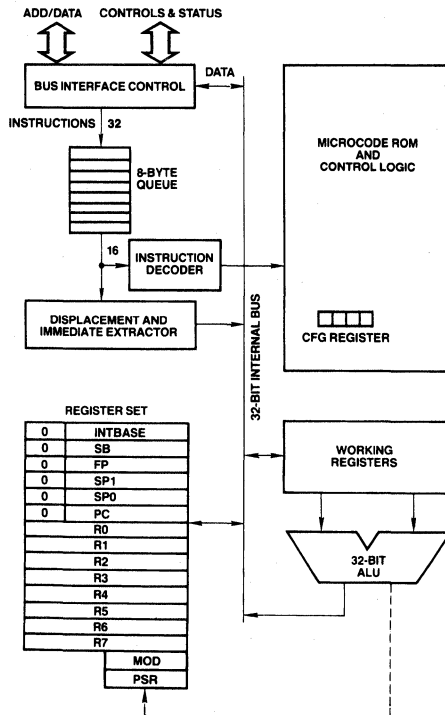 ADD/DATA
CONTROLS & STATUS
BUS INTERFACE CONTROL
DATA
INSTRUCTIONS
32
8-BYTE
QUEUE
16
INSTRUCTION
DECODER
DISPLACEMENT AND
IMMEDIATE EXTRACTOR
32-BIT INTERNAL BUS
MICROCODE ROM
AND
CONTROL LOGIC
CFG REGISTER
REGISTER SET
0 INTBASE
0 SB
0 FP
0 SP1
0 SP0
0 PC
R0
R1
R2
R3
R4
R5
R6
R7
MOD
PSR
WORKING
REGISTERS
32-BIT
ALU